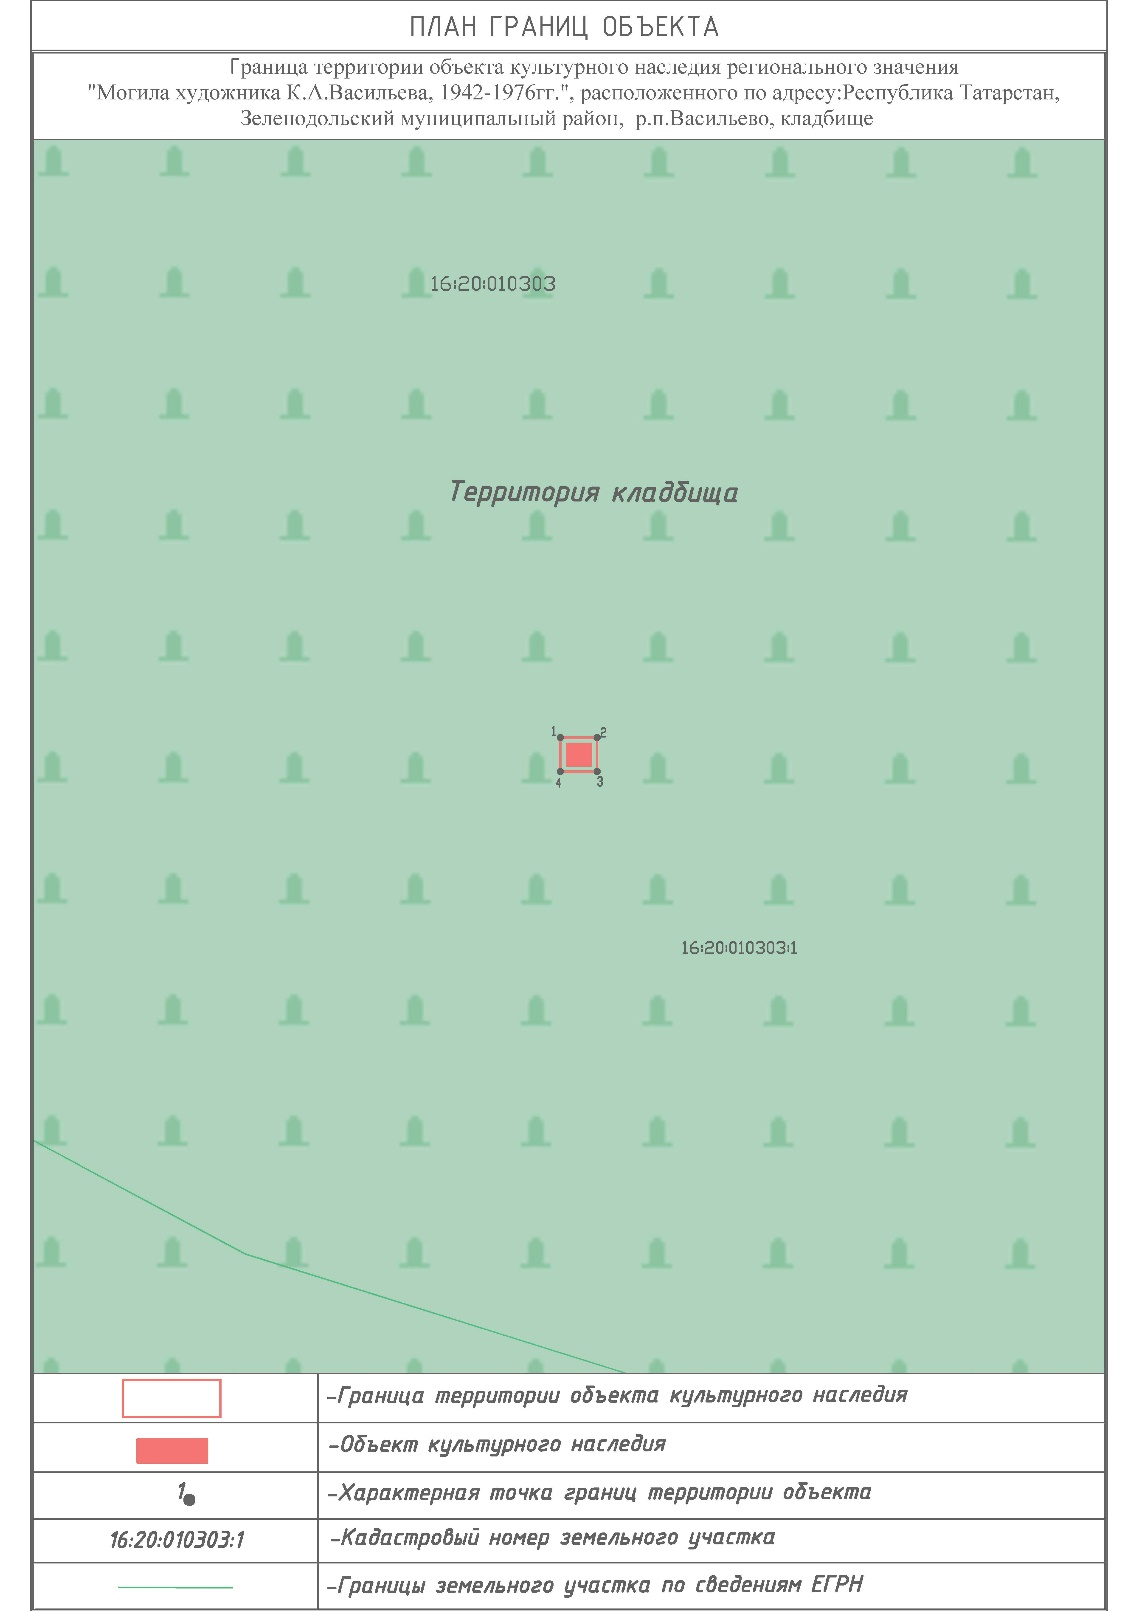 ПЛАН ГРАНИЦ ОБЪЕКТА
Граница территории объекта культурного наследия регионального значения
"Могила художника К.А.Васильева, 1942-1976гг.", расположенного по адресу:Республика Татарстан,
Зеленодольский муниципальный район, р.п.Васильево, кладбище
16:20:010303
Территория кладбища
1 2
4 3
16:20:010303:1
-Граница территории объекта культурного наследия
-Объект культурного наследия
1 -Характерная точка границ территории объекта
16:20:010303:1 -Кадастровый номер земельного участка
-Границы земельного участка по сведениям ЕГРН